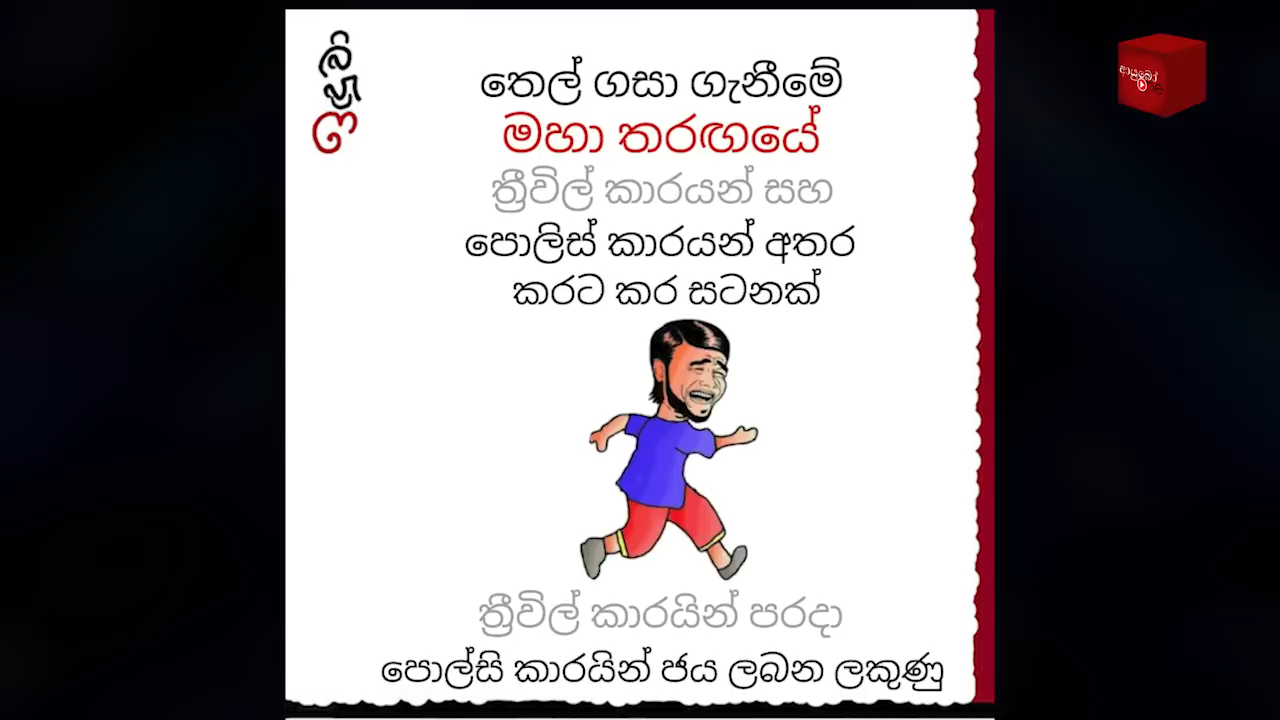 තෙල් ගසා ගැනීමේ
මහා තරඟයේ
ත්‍රීවිල් කාරයන් සහ
පොලිස් කාරයන් අතර
කරට කර සටනක්
ත්‍රීවිල් කාරයින් පරදා
පොල්සි කාරයින් ජය ලබන ලකුණු